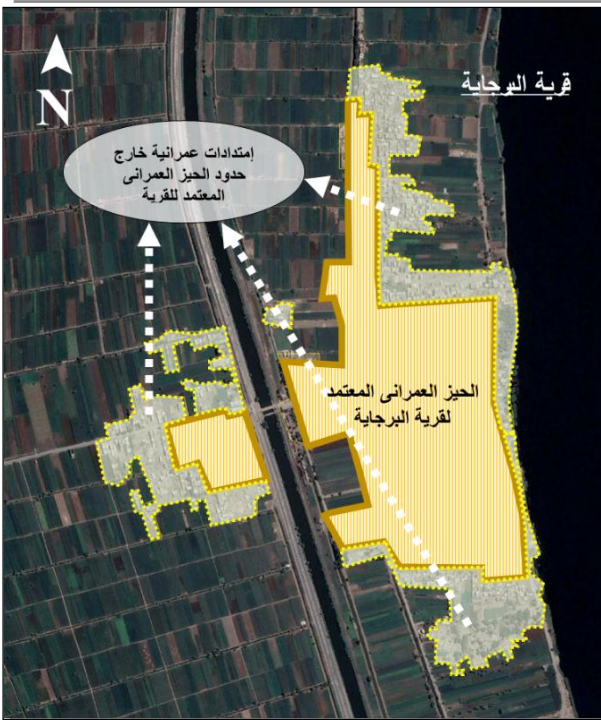 قرية البرجاية
N
إمتدادات عمرانية خارج
حدود الحيز العمرانى
المعتمد للقرية
الحيز العمرانى المعتمد
لقرية البرجاية